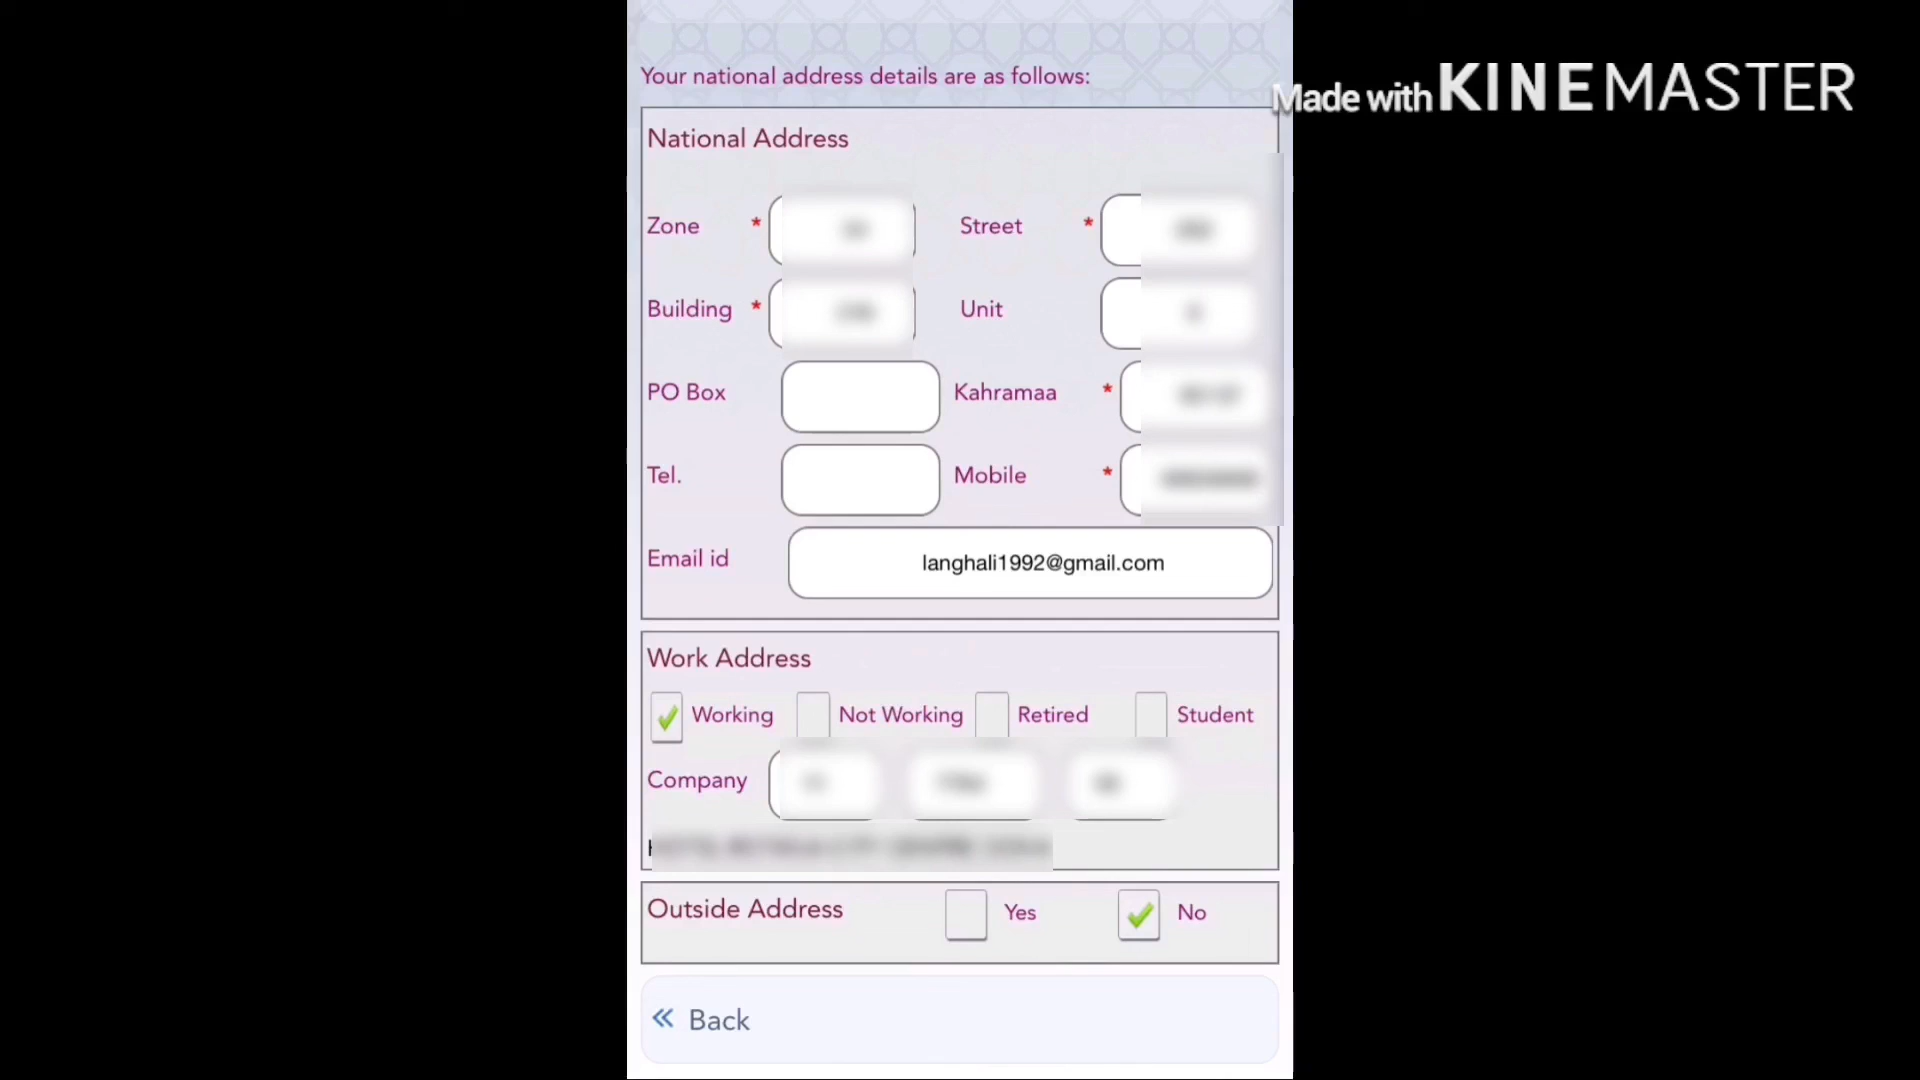 Your national address details are as follows:
Made with KINEMASTER
National Address
Zone * Street *
Building * Unit
PO Box Kahramaa *
Tel. Mobile *
Email id langhali1992@gmail.com
Work Address
Working Not Working Retired Student
Company
Outside Address Yes No
« Back